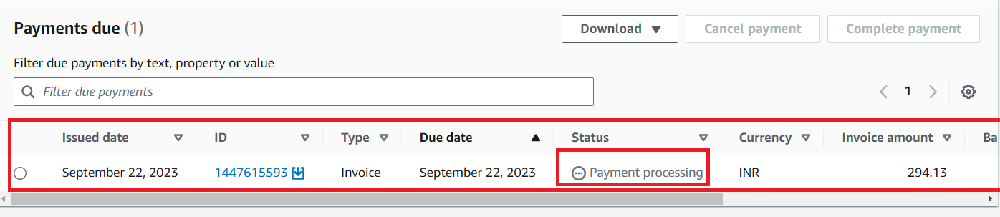 Payments due (1)
Download
Cancel payment
Complete payment
Filter due payments by text, property or value
Filter due payments
1
Issued date ID Type Due date Status Currency Invoice amount Ba
September 22, 2023 1447615593 Invoice September 22, 2023 Payment processing INR 294.13